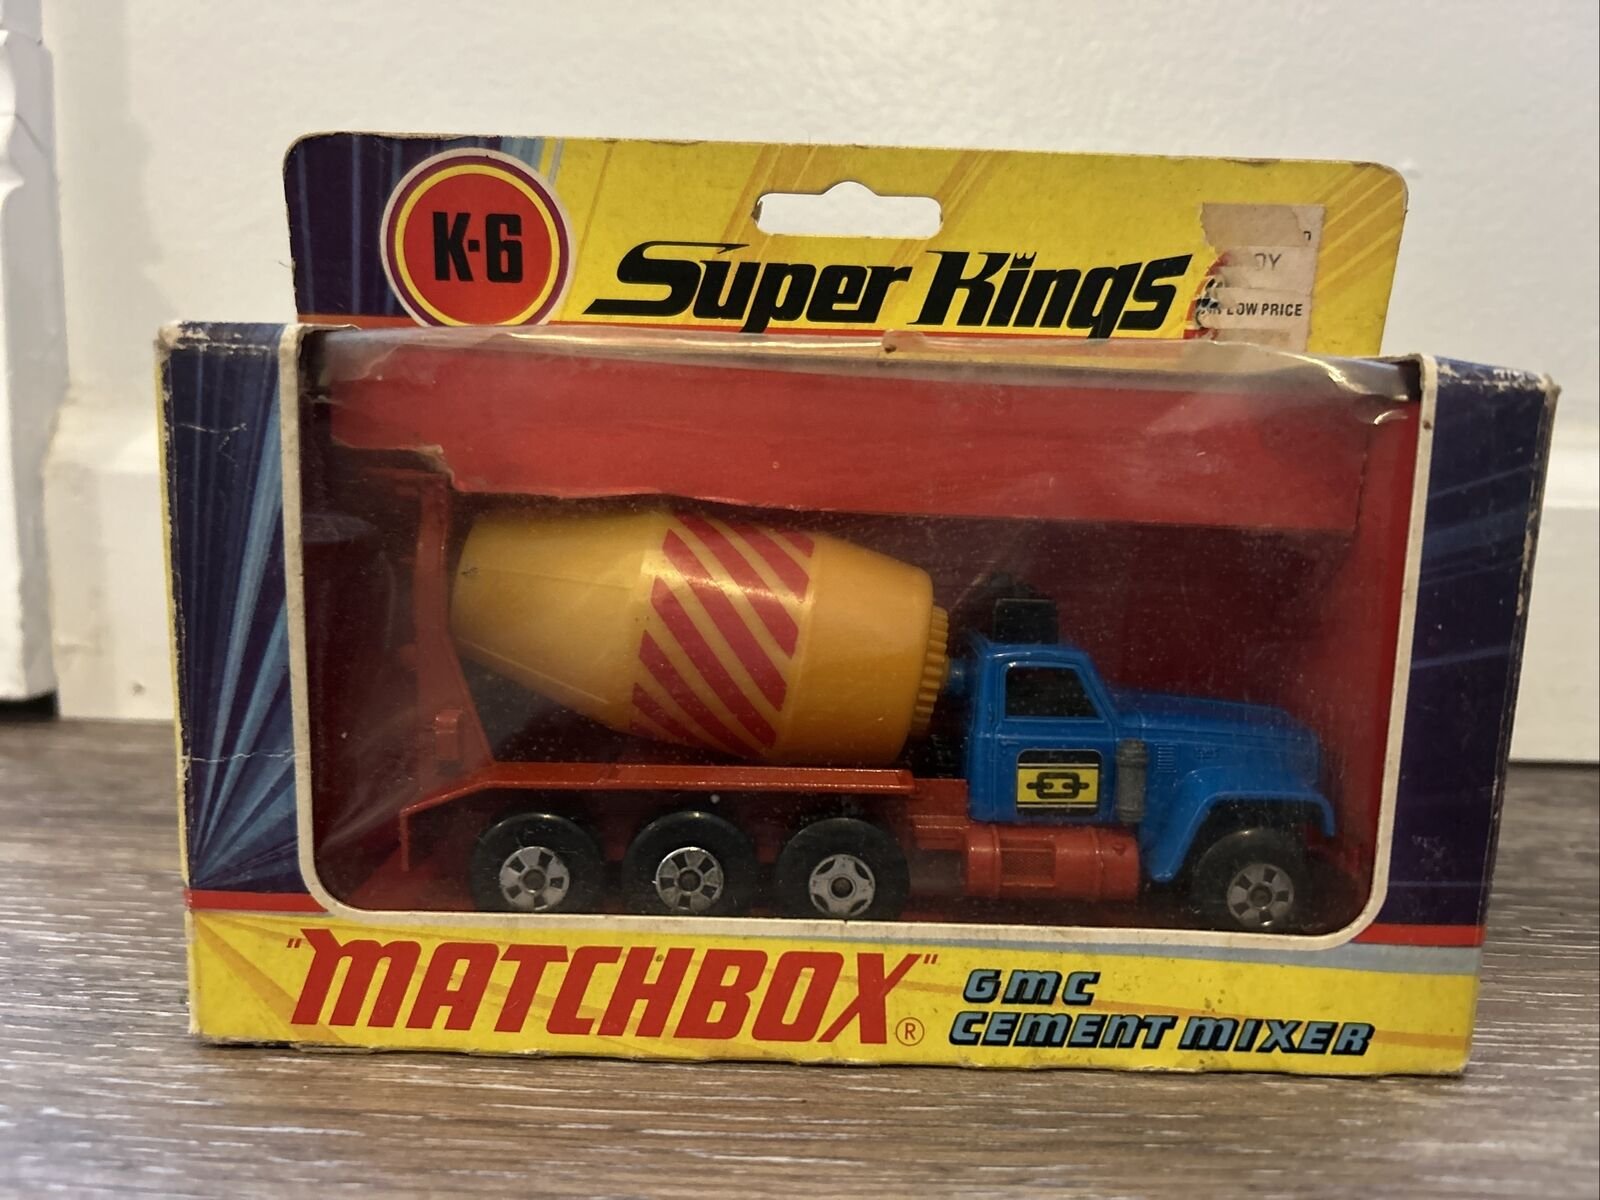 K-6
Super Kings
LOW PRICE
"MATCHBOX"®
GMC
CEMENT MIXER